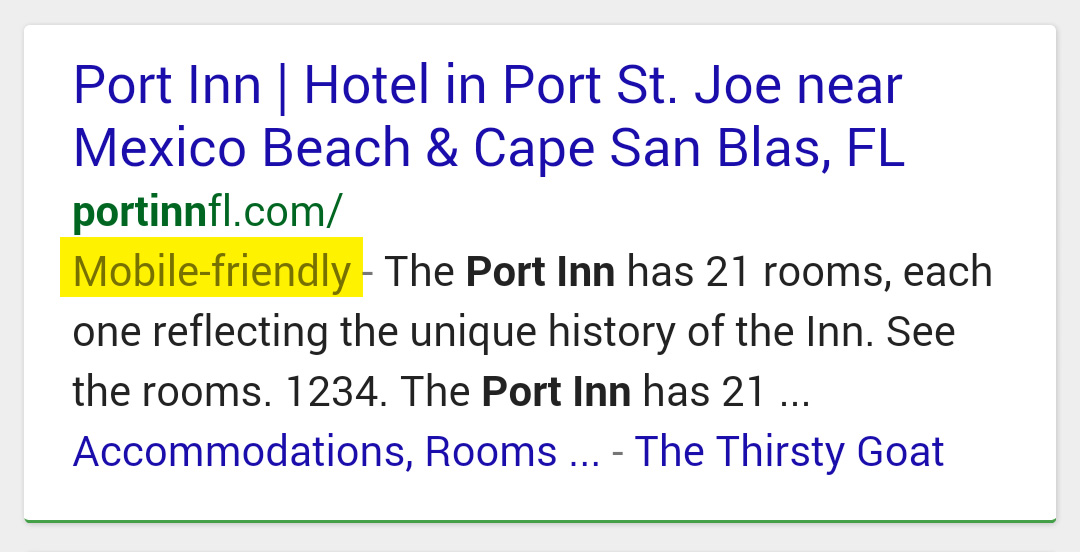 Port Inn | Hotel in Port St. Joe near
Mexico Beach & Cape San Blas, FL
portinnfl.com/
Mobile-friendly - The Port Inn has 21 rooms, each
one reflecting the unique history of the Inn. See
the rooms. 1234. The Port Inn has 21 ...
Accommodations, Rooms ... - The Thirsty Goat